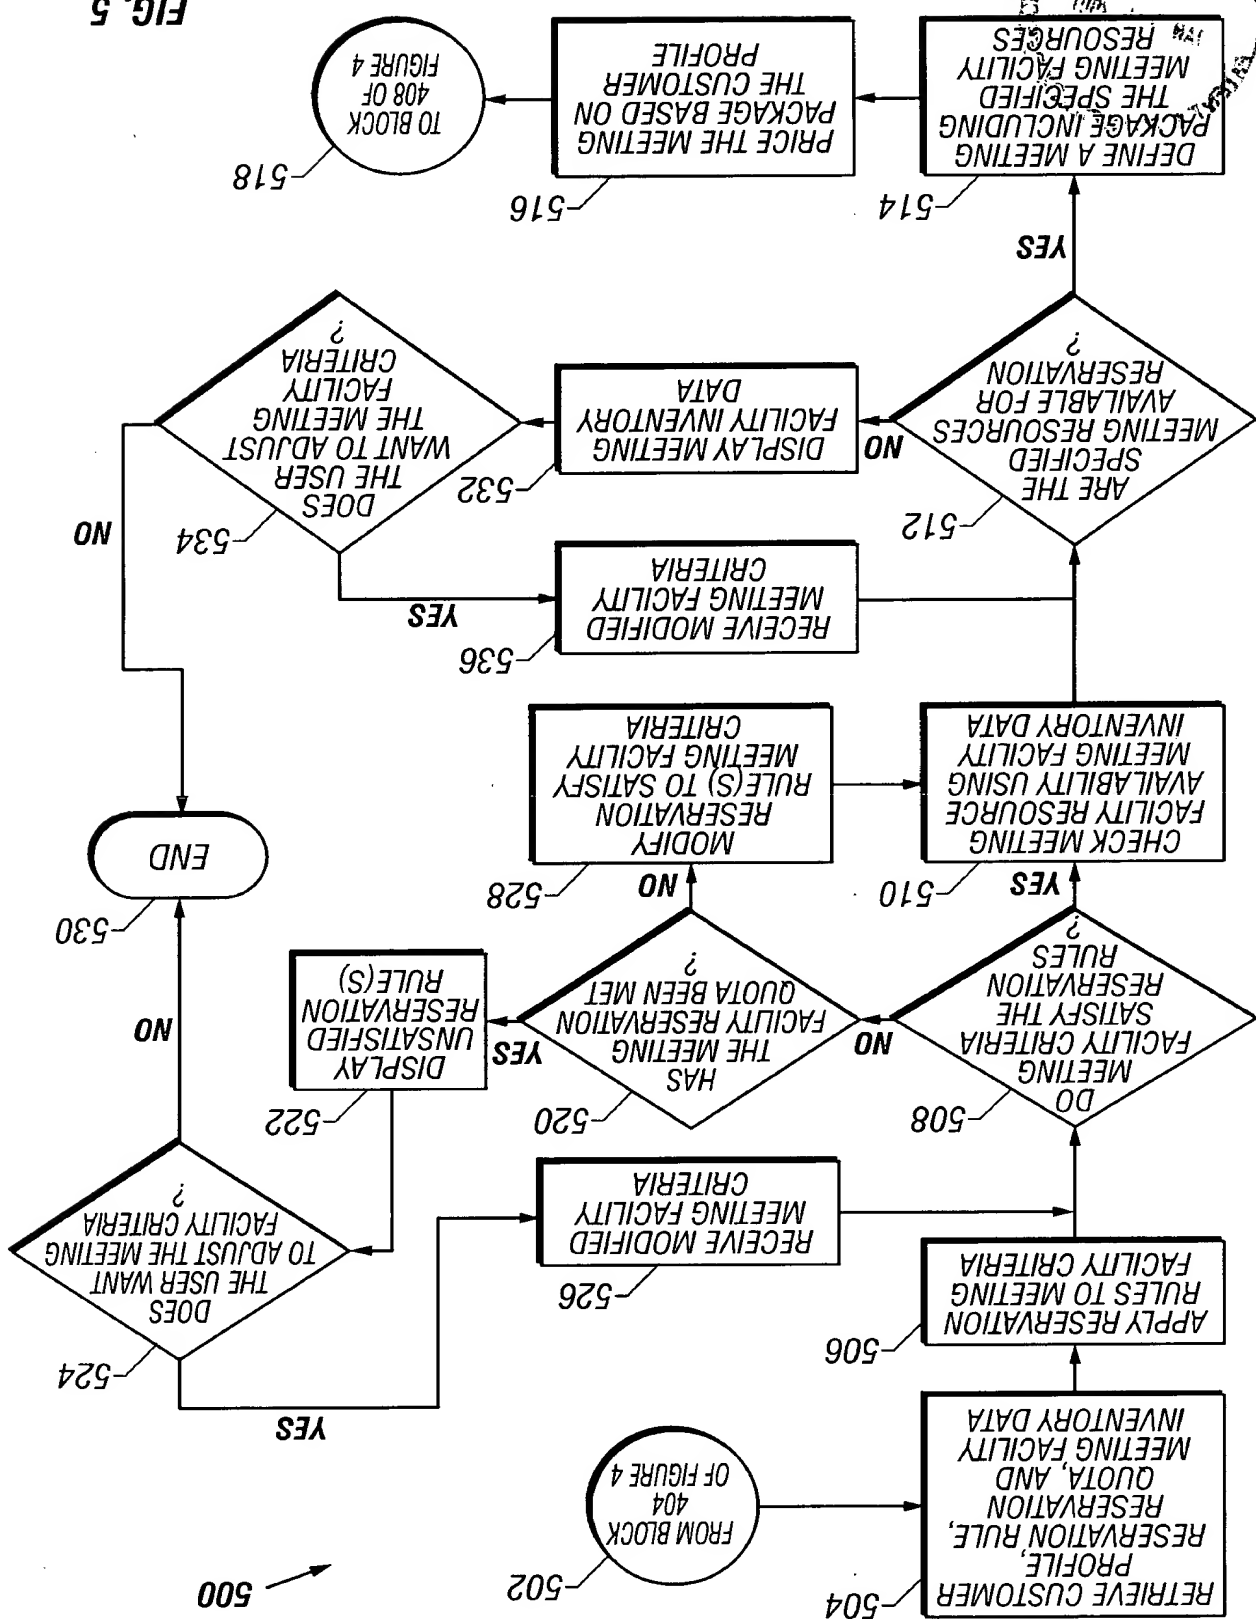 500
502
FROM BLOCK
404
OF FIGURE 4
504
RETRIEVE CUSTOMER
PROFILE,
RESERVATION RULE,
RESERVATION
QUOTA, AND
MEETING FACILITY
INVENTORY DATA
506
APPLY RESERVATION
RULES TO MEETING
FACILITY CRITERIA
508
DO
MEETING
FACILITY CRITERIA
SATISFY THE
RESERVATION
RULES
?
NO
YES
520
HAS
THE MEETING
FACILITY RESERVATION
QUOTA BEEN MET
?
YES
NO
522
DISPLAY
UNSATISFIED
RESERVATION
RULE(S)
524
DOES
THE USER WANT
TO ADJUST THE MEETING
FACILITY CRITERIA
?
YES
NO
526
RECEIVE MODIFIED
MEETING FACILITY
CRITERIA
528
MODIFY
RESERVATION
RULE(S) TO SATISFY
MEETING FACILITY
CRITERIA
530
END
510
CHECK MEETING
FACILITY RESOURCE
AVAILABILITY USING
MEETING FACILITY
INVENTORY DATA
512
ARE THE
SPECIFIED
MEETING RESOURCES
AVAILABLE FOR
RESERVATION
?
NO
YES
532
DISPLAY MEETING
FACILITY INVENTORY
DATA
534
DOES
THE USER
WANT TO ADJUST
THE MEETING
FACILITY
CRITERIA
?
YES
NO
536
RECEIVE MODIFIED
MEETING FACILITY
CRITERIA
514
DEFINE A MEETING
PACKAGE INCLUDING
THE SPECIFIED
MEETING FACILITY
RESOURCES
516
PRICE THE MEETING
PACKAGE BASED ON
THE CUSTOMER
PROFILE
518
TO BLOCK
408 OF
FIGURE 4
FIG. 5